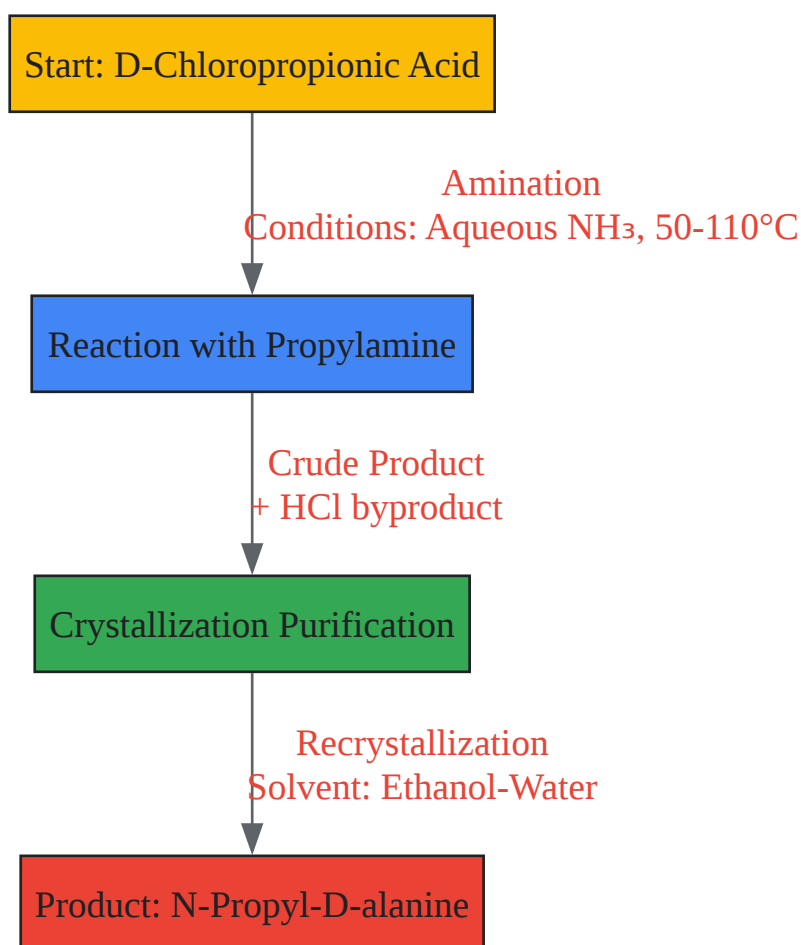 Start: D-Chloropropionic Acid
Amination
Conditions: Aqueous NH₃, 50-110°C
Reaction with Propylamine
Crude Product
+ HCl byproduct
Crystallization Purification
Recrystallization
Solvent: Ethanol-Water
Product: N-Propyl-D-alanine